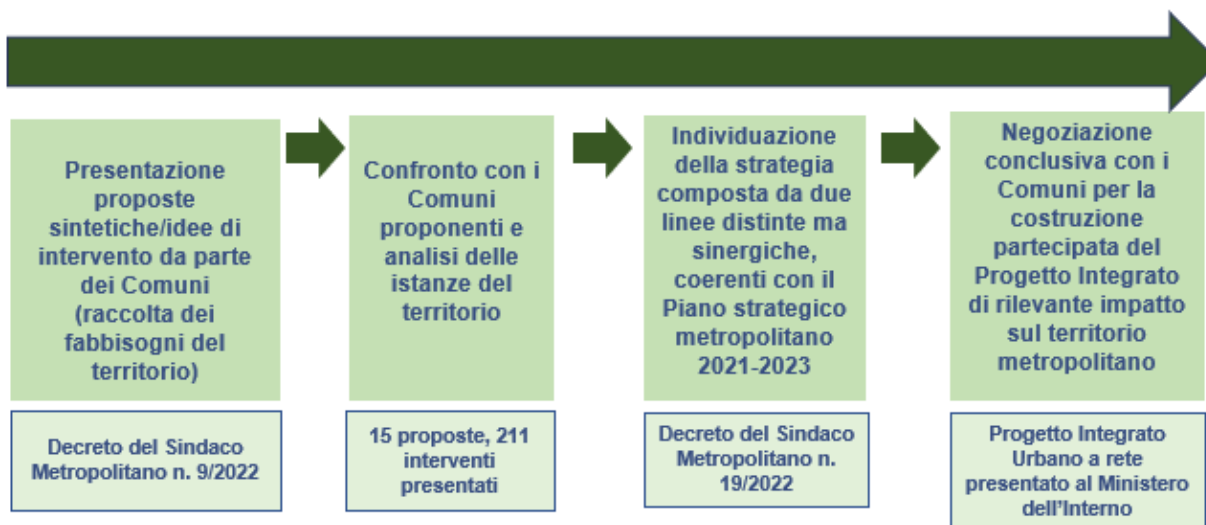 Presentazione
proposte
sintetiche/idee di
intervento da parte
dei Comuni
(raccolta dei
fabbisogni del
territorio)
Decreto del Sindaco
Metropolitano n. 9/2022
Confronto con i
Comuni
proponenti e
analisi delle
istanze del
territorio
15 proposte, 211
interventi
presentati
Individuazione
della strategia
composta da due
linee distinte ma
sinergiche,
coerenti con il
Piano strategico
metropolitano
2021-2023
Decreto del Sindaco
Metropolitano n.
19/2022
Negoziazione
conclusiva con i
Comuni per la
costruzione
partecipata del
Progetto Integrato
di rilevante impatto
sul territorio
metropolitano
Progetto Integrato
Urbano a rete
presentato al Ministero
dell'Interno